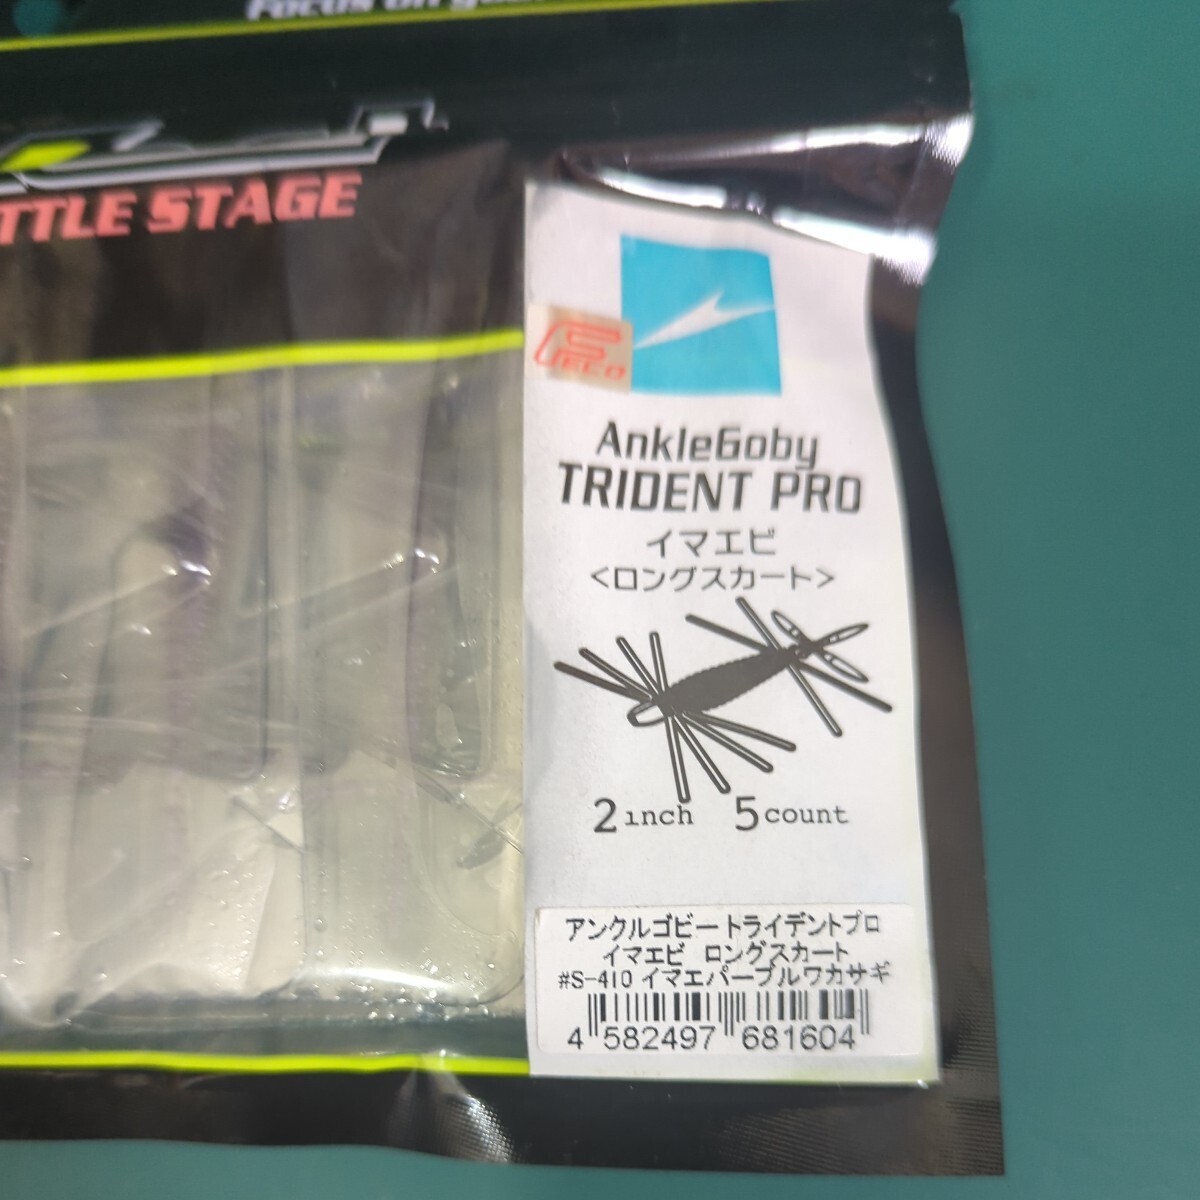 Focus on
TTLE STAGE
FECO
AnkleGoby
TRIDENT PRO
イマエビ
<ロングスカート>
2inch 5count
アンクルゴビー トライデントプロ
イマエビ ロングスカート
#S-410 イマエパープルワカサギ
4 582497 681604